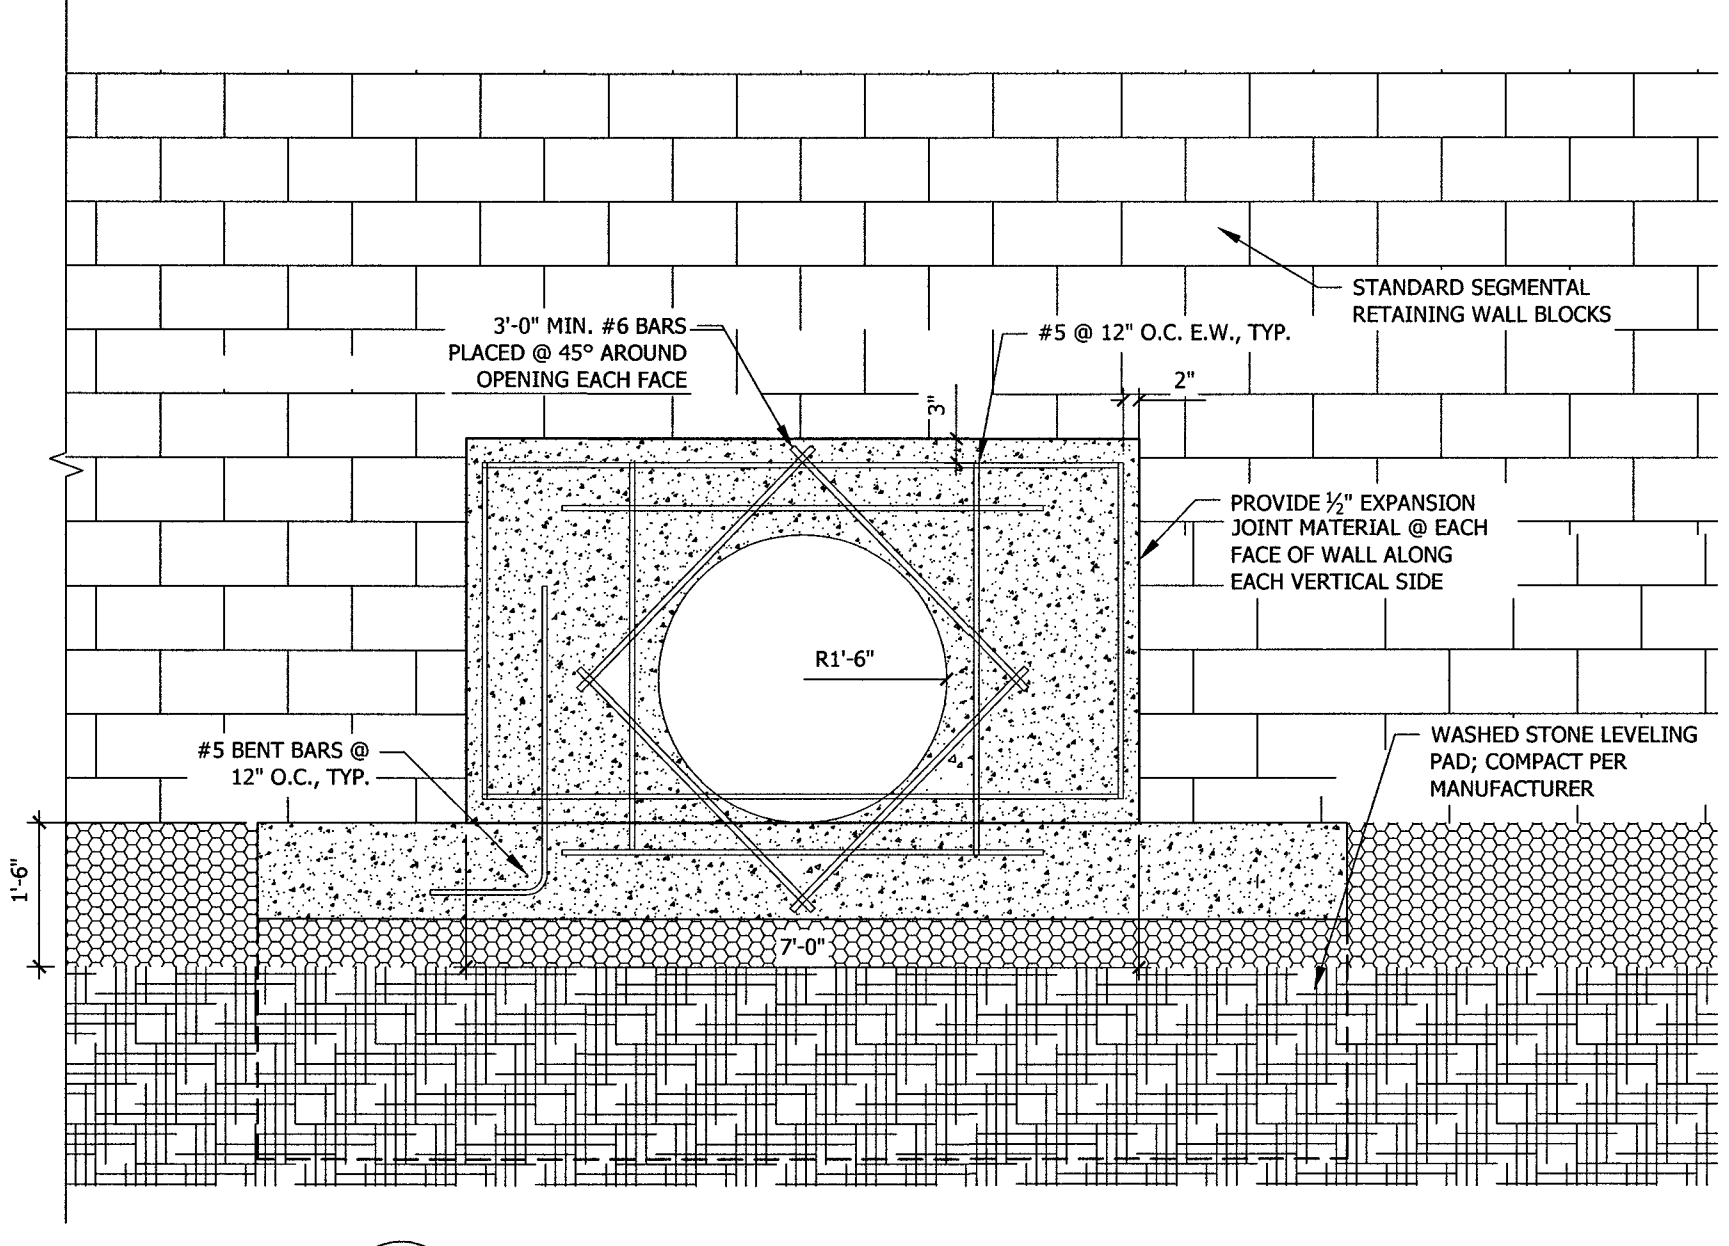 STANDARD SEGMENTAL
RETAINING WALL BLOCKS
3'-0" MIN. #6 BARS
PLACED @ 45° AROUND
OPENING EACH FACE
#5 @ 12" O.C. E.W., TYP.
2"
3"
PROVIDE ½" EXPANSION
JOINT MATERIAL @ EACH
FACE OF WALL ALONG
EACH VERTICAL SIDE
R1'-6"
#5 BENT BARS @
12" O.C., TYP.
WASHED STONE LEVELING
PAD; COMPACT PER
MANUFACTURER
1'-6"
7'-0"